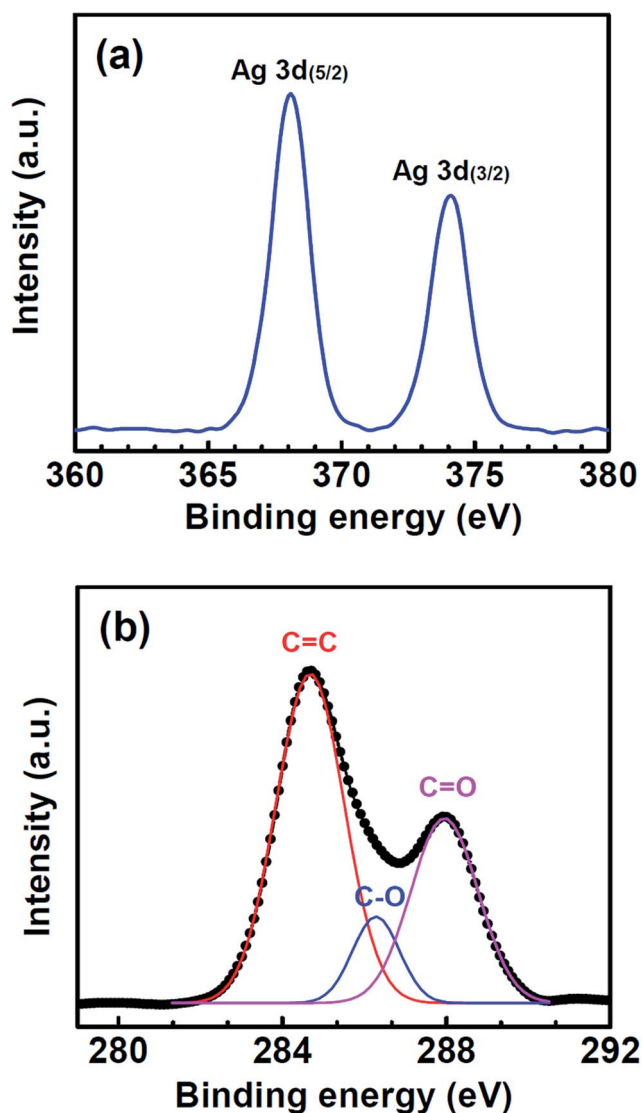 (a)
Ag 3d(5/2)
Ag 3d(3/2)
Intensity (a.u.)
360 365 370 375 380
Binding energy (eV)
(b)
C=C
C=O
C-O
Intensity (a.u.)
280 284 288 292
Binding energy (eV)